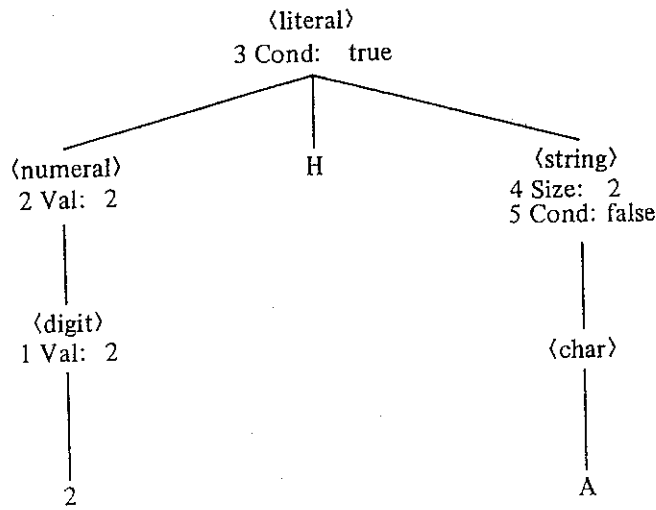 ⟨literal⟩
3 Cond: true
⟨numeral⟩
2 Val: 2
H
⟨string⟩
4 Size: 2
5 Cond: false
⟨digit⟩
1 Val: 2
⟨char⟩
2
A